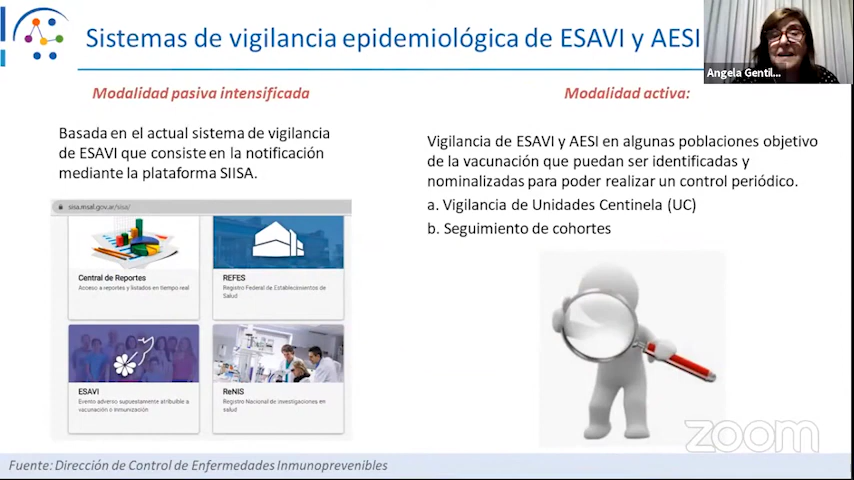 Sistemas de vigilancia epidemiológica de ESAVI y AESI
Angela Gentil...
Modalidad pasiva intensificada
Basada en el actual sistema de vigilancia
de ESAVI que consiste en la notificación
mediante la plataforma SIISA.
sisa.msal.gov.ar/sisa/
Central de Reportes
Acceso a reportes y listados en tiempo real
REFES
Registro Federal de Establecimientos de
Salud
ESAVI
Evento adverso supuestamente atribuible a
vacunación o inmunización
ReNIS
Registro Nacional de investigaciones en
salud
Modalidad activa:
Vigilancia de ESAVI y AESI en algunas poblaciones objetivo
de la vacunación que puedan ser identificadas y
nominalizadas para poder realizar un control periódico.
a. Vigilancia de Unidades Centinela (UC)
b. Seguimiento de cohortes
zoom
Fuente: Dirección de Control de Enfermedades Inmunoprevenibles